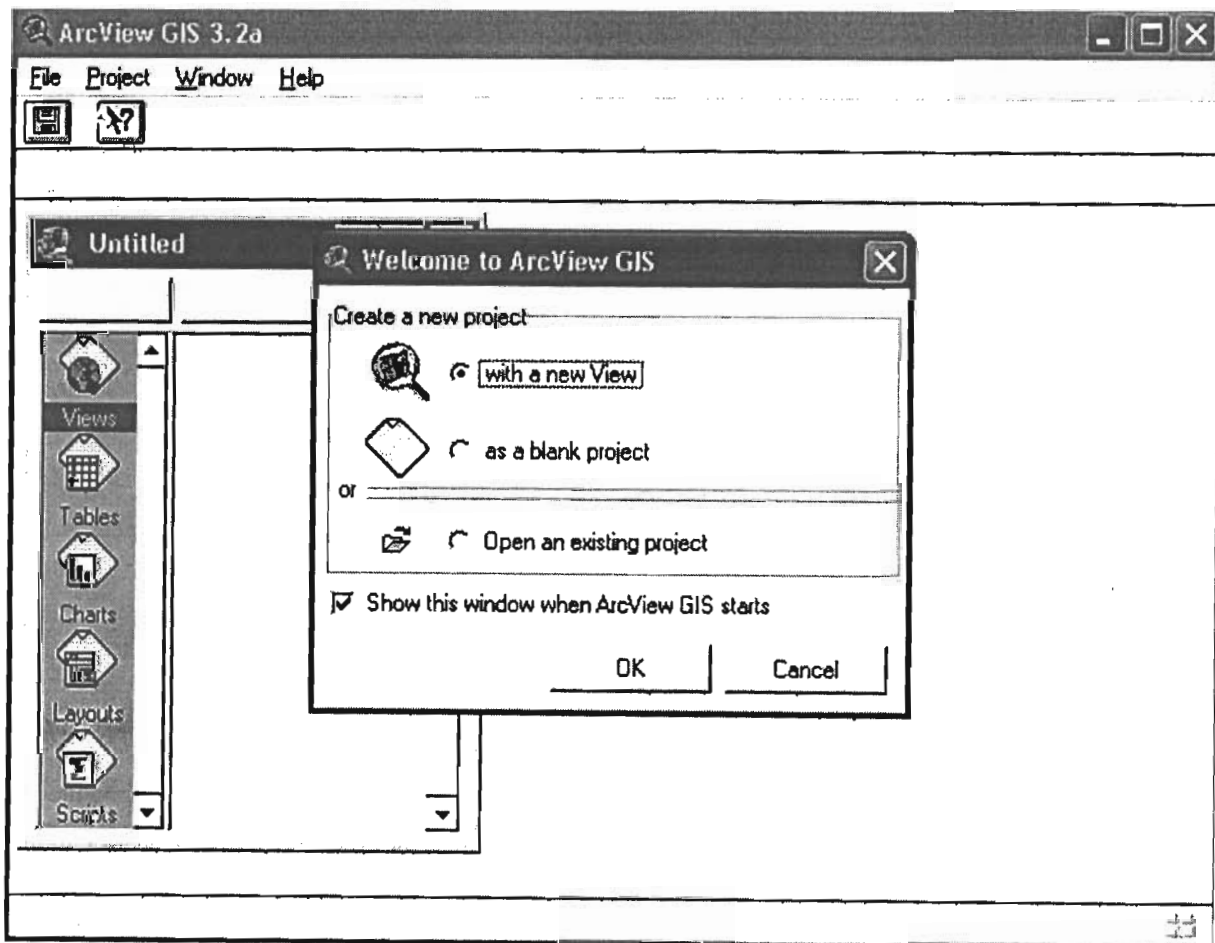 ArcView GIS 3.2a
File Project Window Help
Untitled
Welcome to ArcView GIS
Create a new project
with a new View
as a blank project
or
Open an existing project
Show this window when ArcView GIS starts
OK Cancel
Views
Tables
Charts
Layouts
Scripts